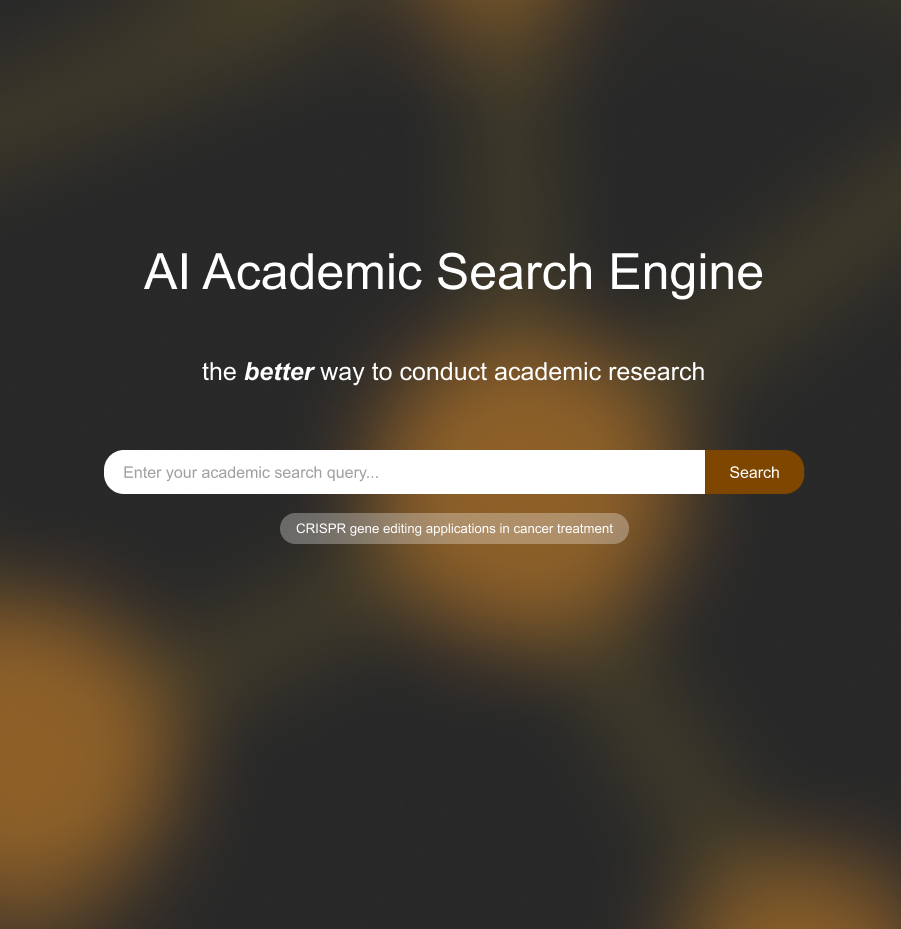 AI Academic Search Engine
the better way to conduct academic research
Enter your academic search query...
Search
CRISPR gene editing applications in cancer treatment